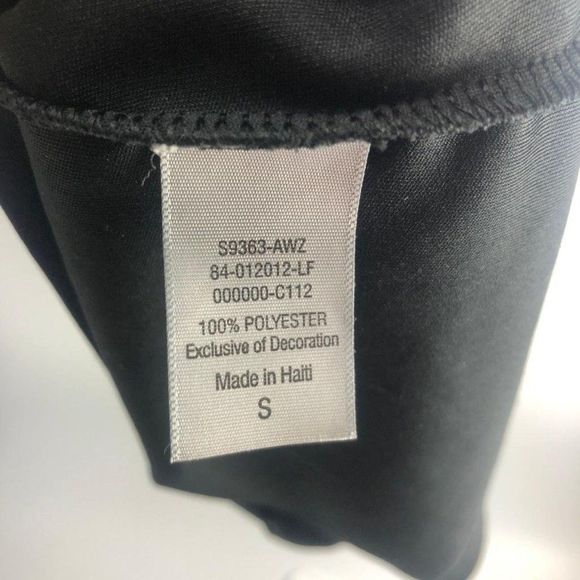 S9363-AWZ
84-012012-LF
000000-C112
100% POLYESTER
Exclusive of Decoration
Made in Haiti
S